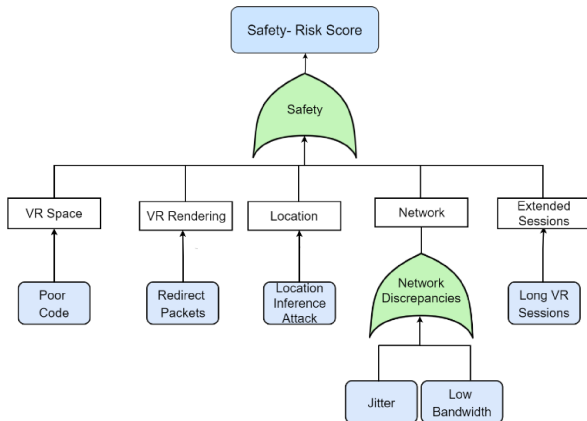 Safety- Risk Score
Safety
VR Space
VR Rendering
Location
Network
Extended
Sessions
Poor
Code
Redirect
Packets
Location
Inference
Attack
Network
Discrepancies
Long VR
Sessions
Jitter
Low
Bandwidth